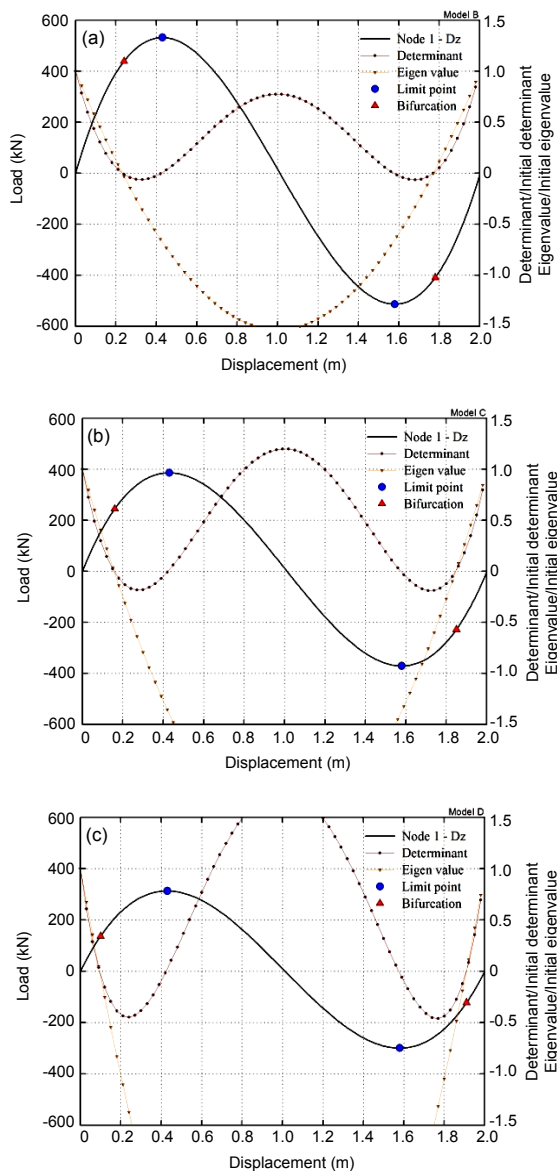 Model B
(a)
Node 1 - Dz
Determinant
Eigen value
Limit point
Bifurcation
600
400
200
0
-200
-400
-600
Load (kN)
1.5
1.0
0.5
0
-0.5
-1.0
-1.5
Determinant/Initial determinant
Eigenvalue/Initial eigenvalue
0 0.2 0.4 0.6 0.8 1.0 1.2 1.4 1.6 1.8 2.0
Displacement (m)
Model C
(b)
Node 1 - Dz
Determinant
Eigen value
Limit point
Bifurcation
600
400
200
0
-200
-400
-600
Load (kN)
1.5
1.0
0.5
0
-0.5
-1.0
-1.5
Determinant/Initial determinant
Eigenvalue/Initial eigenvalue
0 0.2 0.4 0.6 0.8 1.0 1.2 1.4 1.6 1.8 2.0
Displacement (m)
Model D
(c)
Node 1 - Dz
Determinant
Eigen value
Limit point
Bifurcation
600
400
200
0
-200
-400
-600
Load (kN)
1.5
1.0
0.5
0
-0.5
-1.0
-1.5
Determinant/Initial determinant
Eigenvalue/Initial eigenvalue
0 0.2 0.4 0.6 0.8 1.0 1.2 1.4 1.6 1.8 2.0
Displacement (m)